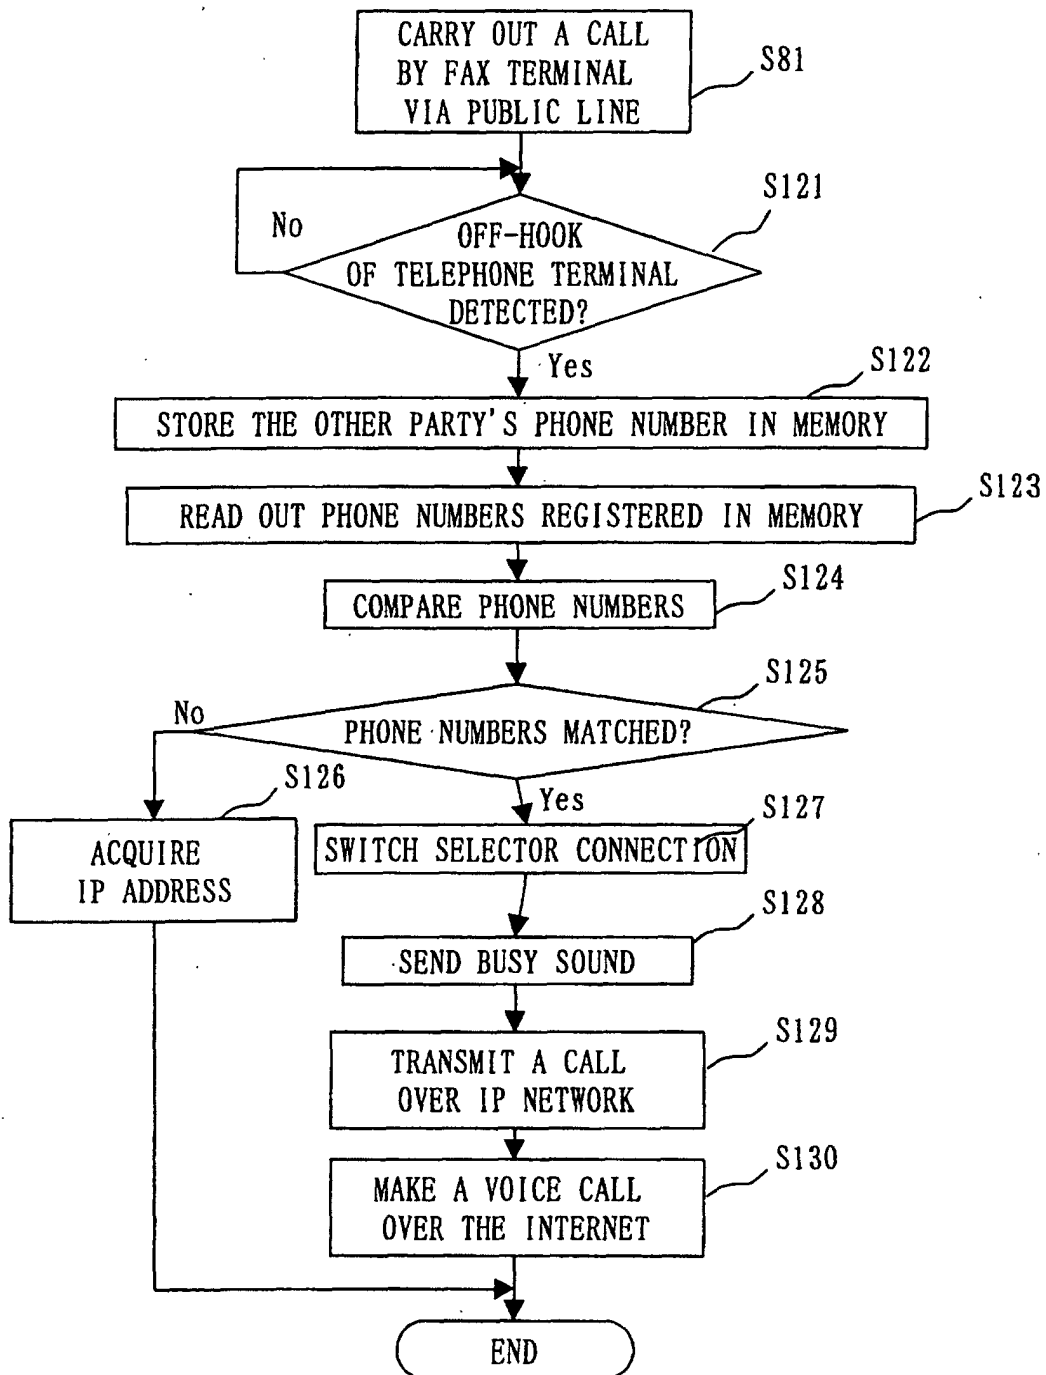 CARRY OUT A CALL
BY FAX TERMINAL
VIA PUBLIC LINE
S81
S121
No
OFF-HOOK
OF TELEPHONE TERMINAL
DETECTED?
Yes
S122
STORE THE OTHER PARTY'S PHONE NUMBER IN MEMORY
S123
READ OUT PHONE NUMBERS REGISTERED IN MEMORY
S124
COMPARE PHONE NUMBERS
S125
No
PHONE NUMBERS MATCHED?
S126
Yes
S127
ACQUIRE
IP ADDRESS
SWITCH SELECTOR CONNECTION
S128
SEND BUSY SOUND
S129
TRANSMIT A CALL
OVER IP NETWORK
S130
MAKE A VOICE CALL
OVER THE INTERNET
END